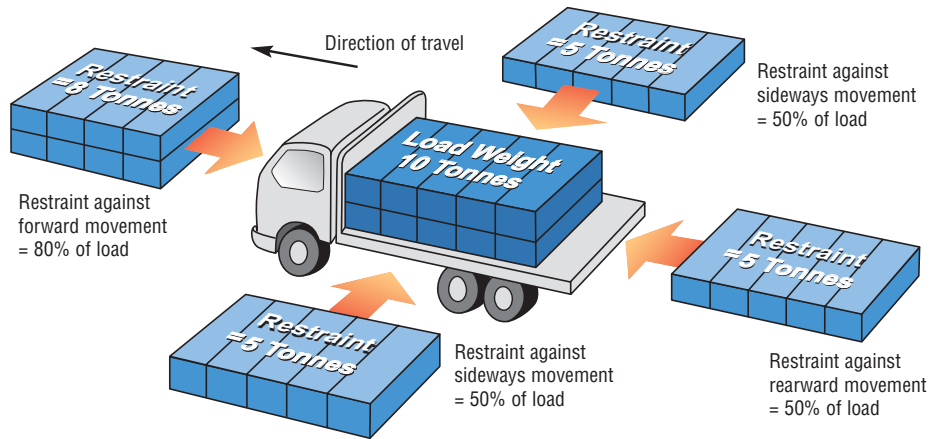 Direction of travel
Restraint
=8 Tonnes
Restraint against
forward movement
= 80% of load
Restraint
=5 Tonnes
Restraint against
sideways movement
= 50% of load
Load Weight
10 Tonnes
Restraint
=5 Tonnes
Restraint against
sideways movement
= 50% of load
Restraint
=5 Tonnes
Restraint against
rearward movement
= 50% of load